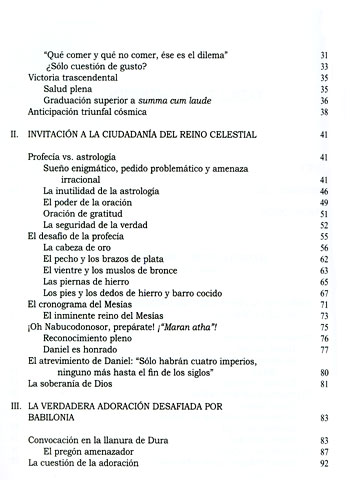 “Qué comer y qué no comer, ése es el dilema” 31
¿Sólo cuestión de gusto? 33
Victoria trascendental 35
Salud plena 35
Graduación superior a summa cum laude 36
Anticipación triunfal cósmica 38
II. INVITACIÓN A LA CIUDADANÍA DEL REINO CELESTIAL 41
Profecía vs. astrología 41
Sueño enigmático, pedido problemático y amenaza
irracional 41
La inutilidad de la astrología 46
El poder de la oración 49
Oración de gratitud 51
La seguridad de la verdad 52
El desafío de la profecía 55
La cabeza de oro 56
El pecho y los brazos de plata 62
El vientre y los muslos de bronce 63
Las piernas de hierro 65
Los pies y los dedos de hierro y barro cocido 67
El cronograma del Mesías 71
El inminente reino del Mesías 73
¡Oh Nabucodonosor, prepárate! ¡“Maran atha”! 75
Reconocimiento pleno 76
Daniel es honrado 77
El atrevimiento de Daniel: “Sólo habrán cuatro imperios,
ninguno más hasta el fin de los siglos” 80
La soberanía de Dios 81
III. LA VERDADERA ADORACIÓN DESAFIADA POR
BABILONIA 83
Convocación en la llanura de Dura 83
El pregón amenazador 87
La cuestión de la adoración 92